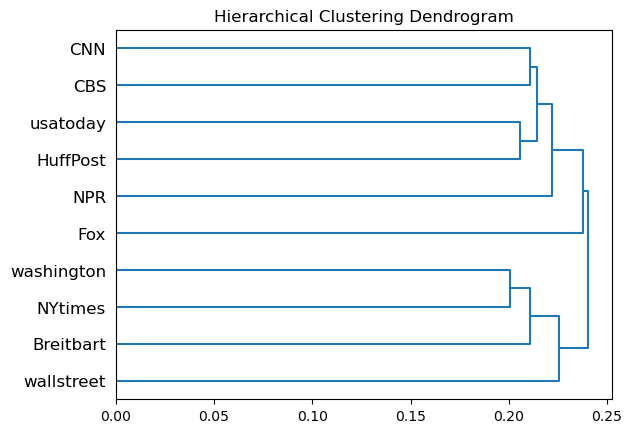 Hierarchical Clustering Dendrogram
CNN
CBS
usatoday
HuffPost
NPR
Fox
washington
NYtimes
Breitbart
wallstreet
0.00 0.05 0.10 0.15 0.20 0.25